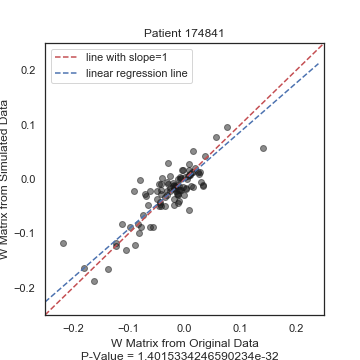 Patient 174841
line with slope=1
linear regression line
W Matrix from Simulated Data
0.2
0.1
0.0
−0.1
−0.2
−0.2 −0.1 0.0 0.1 0.2
W Matrix from Original Data
P-Value = 1.4015334246590234e-32